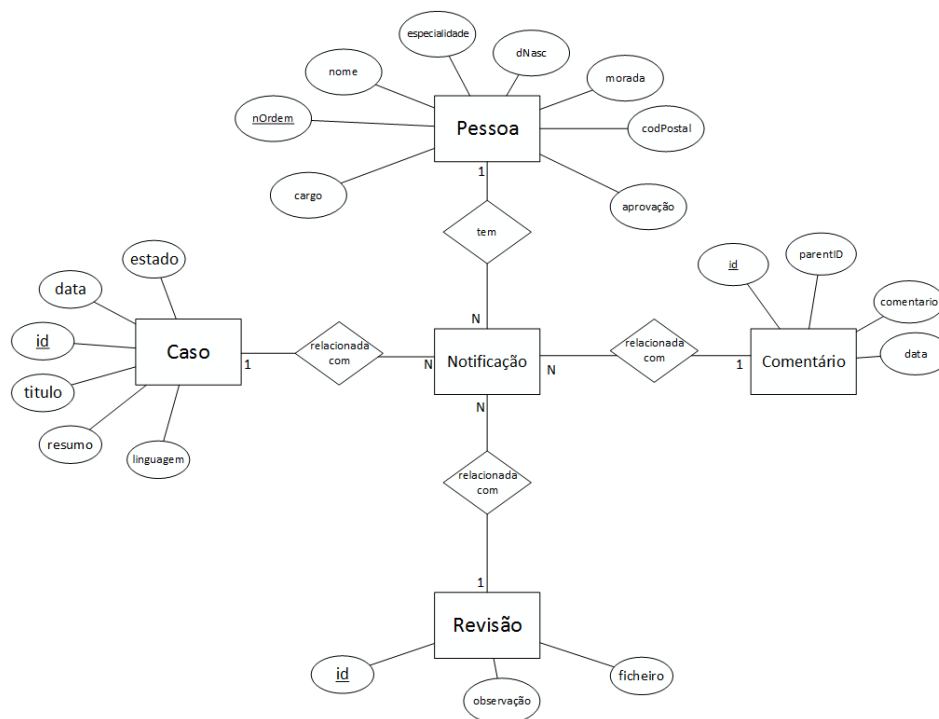 especialidade
dNasc
nome
morada
nOrdem
Pessoa
codPostal
cargo
aprovação
1
tem
N
estado
data
id
titulo
resumo
linguagem
Caso
1
relacionada
com
N
Notificação
N
relacionada
com
1
Comentário
id
parentID
comentario
data
N
relacionada
com
1
Revisão
id
observação
ficheiro